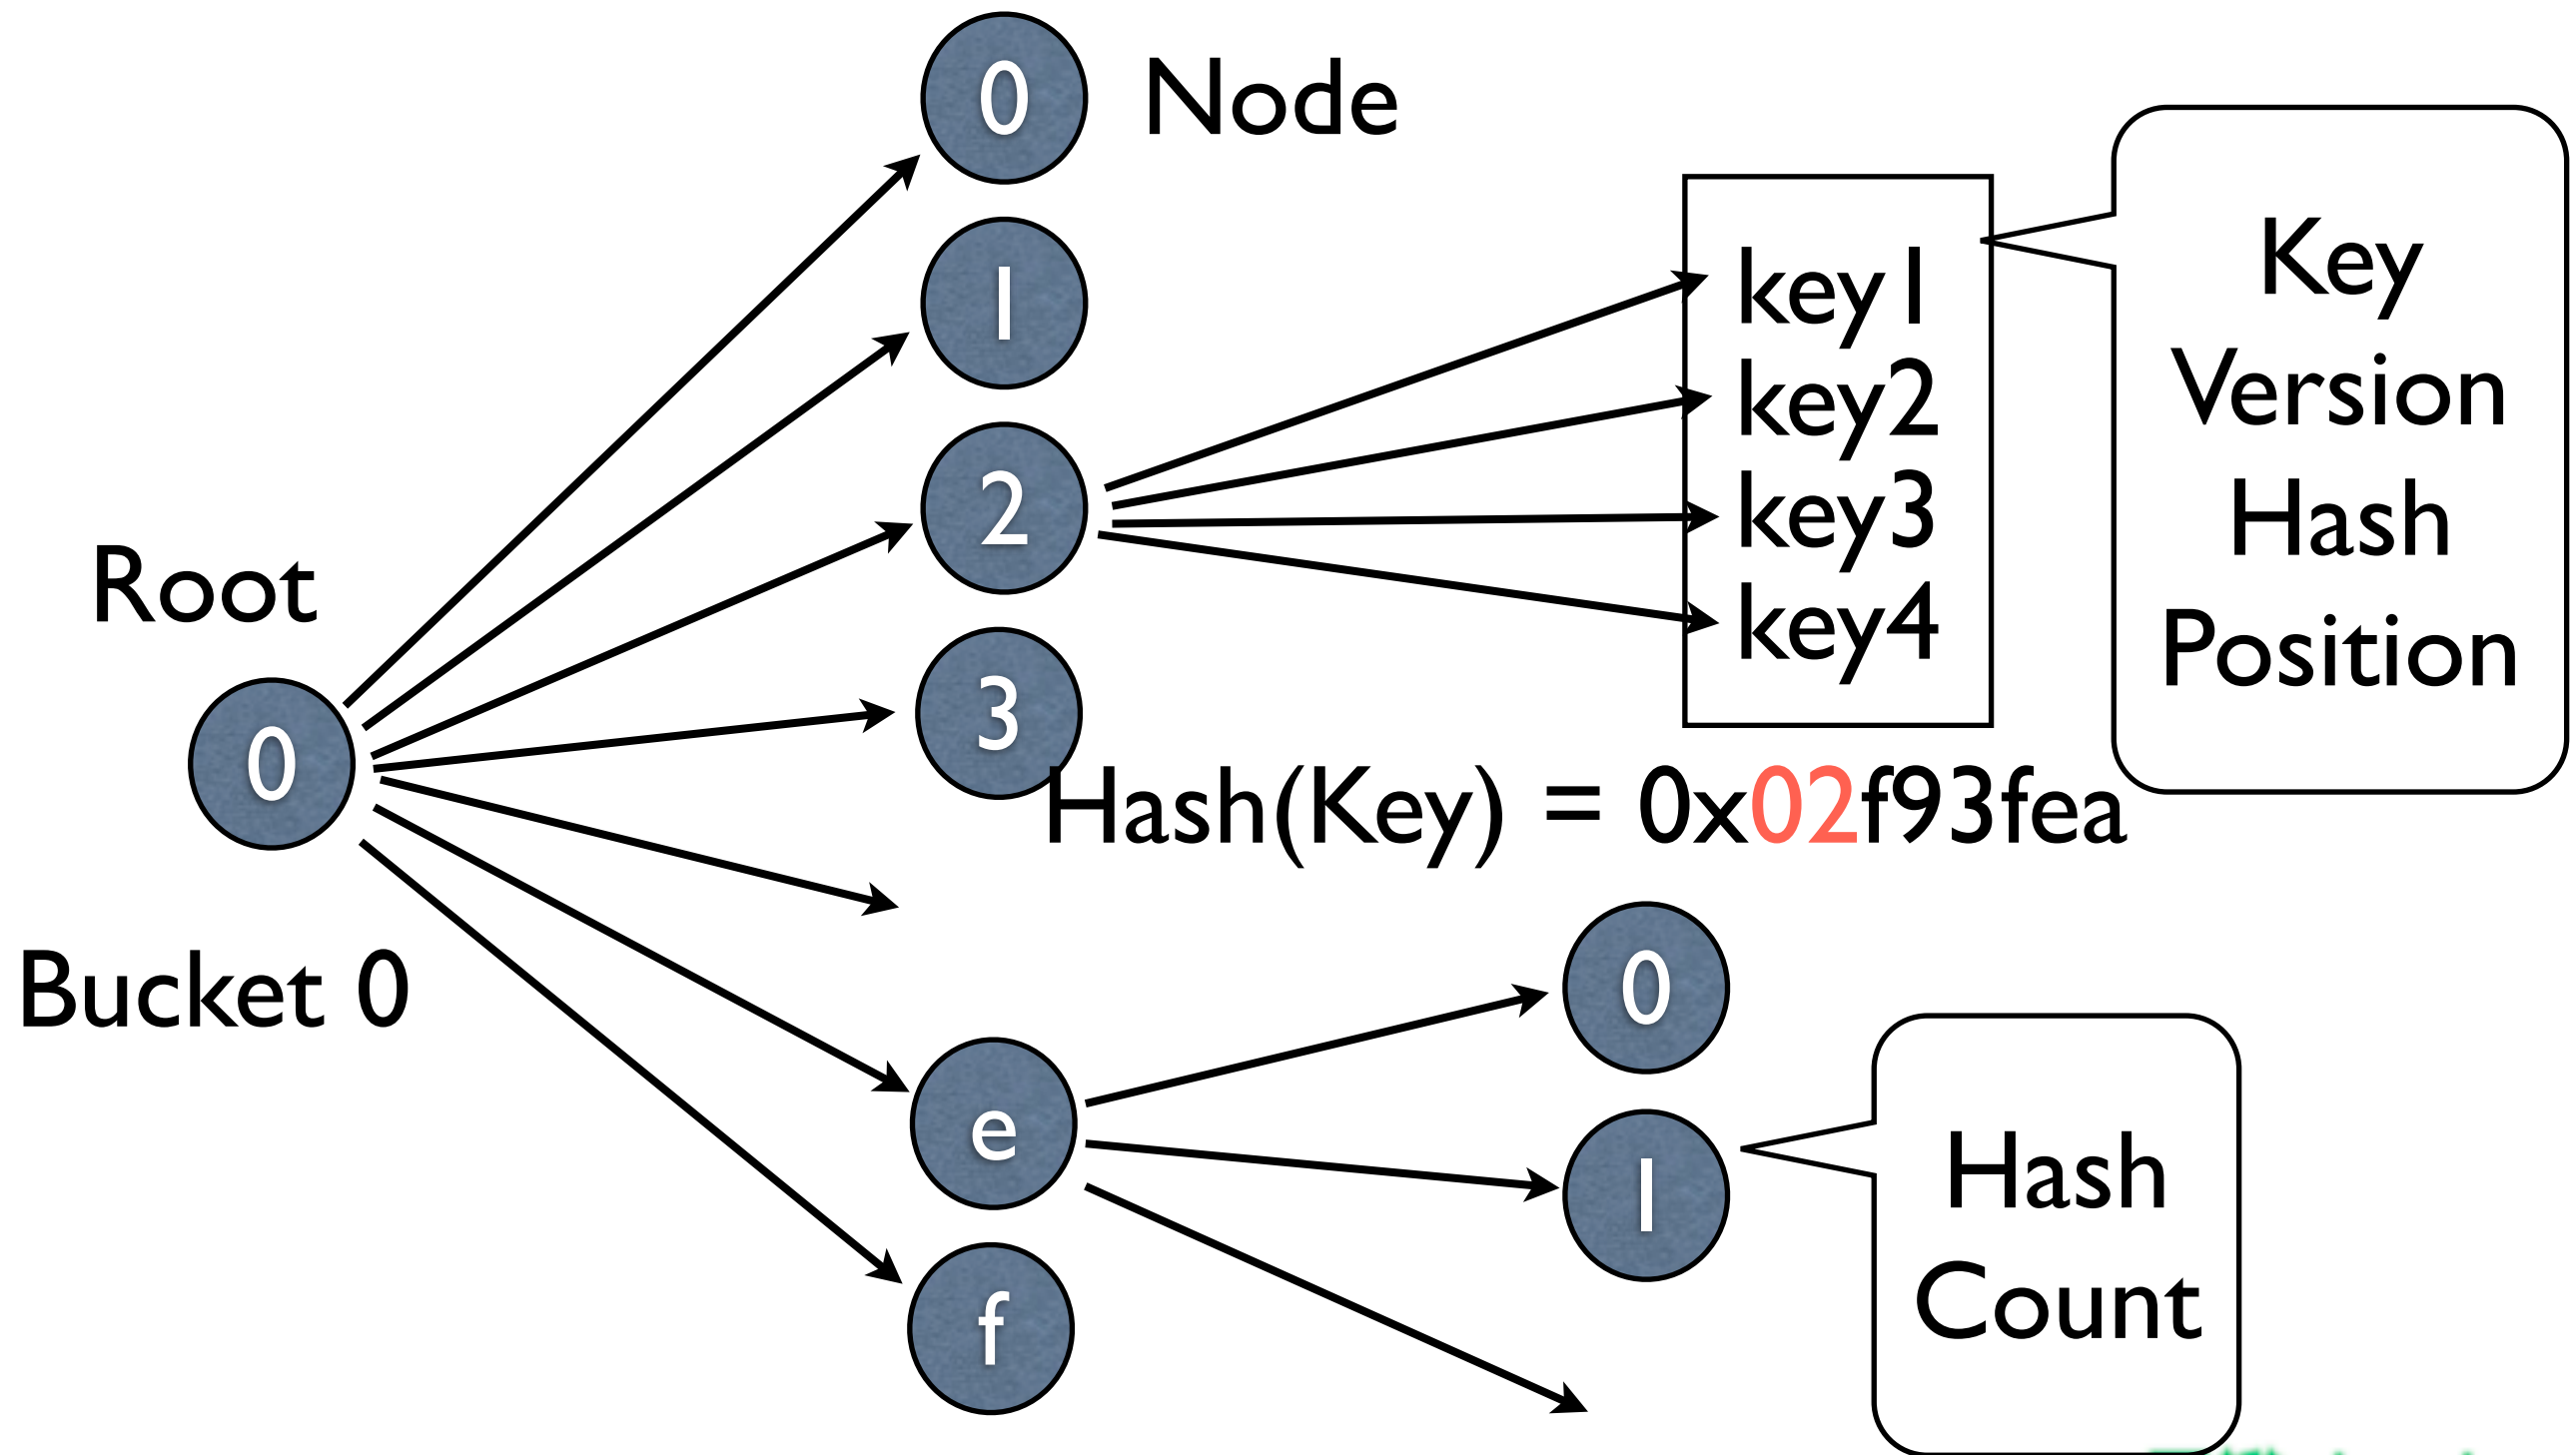 0
Node
1
2
3
Root
0
Bucket 0
key1
key2
key3
key4
Key
Version
Hash
Position
Hash(Key) = 0x02f93fea
e
f
0
1
Hash
Count